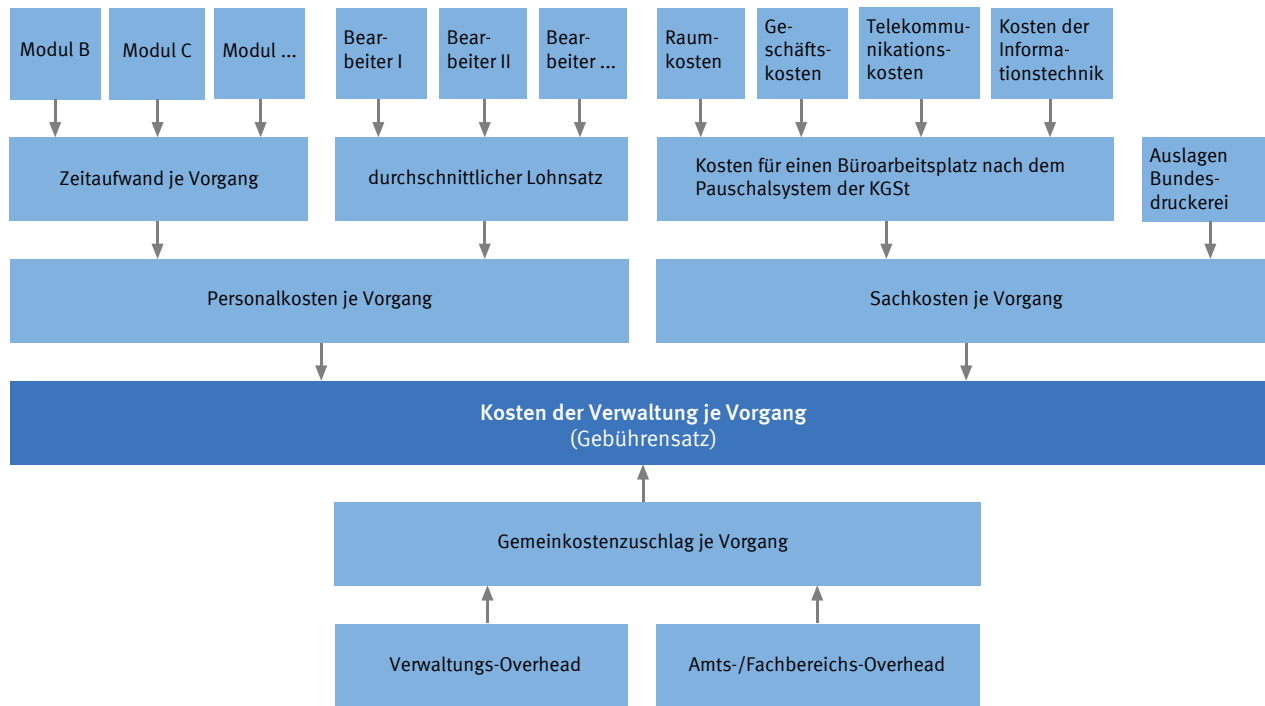 Modul B
Modul C
Modul ...
Bear-
beiter I
Bear-
beiter II
Bear-
beiter ...
Raum-
kosten
Ge-
schäfts-
kosten
Telekommu-
nikations-
kosten
Kosten der
Informa-
tionstechnik
Zeitaufwand je Vorgang
durchschnittlicher Lohnsatz
Kosten für einen Büroarbeitsplatz nach dem
Pauschalsystem der KGSt
Auslagen
Bundes-
druckerei
Personalkosten je Vorgang
Sachkosten je Vorgang
Kosten der Verwaltung je Vorgang
(Gebührensatz)
Gemeinkostenzuschlag je Vorgang
Verwaltungs-Overhead
Amts-/Fachbereichs-Overhead